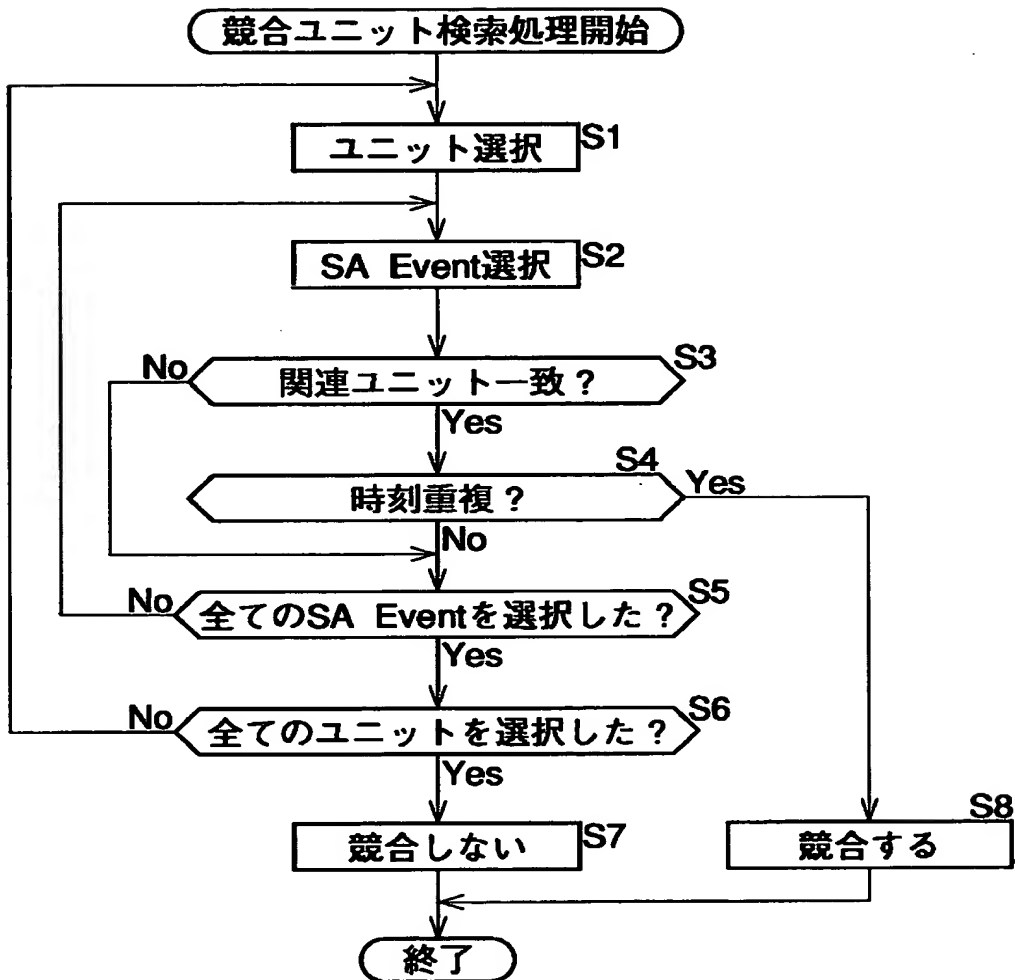 競合ユニット検索処理開始
ユニット選択
S1
SA Event選択
S2
関連ユニット一致？
S3
No
Yes
時刻重複？
S4
Yes
No
全てのSA Eventを選択した？
S5
No
Yes
全てのユニットを選択した？
S6
No
Yes
競合しない
S7
競合する
S8
終了